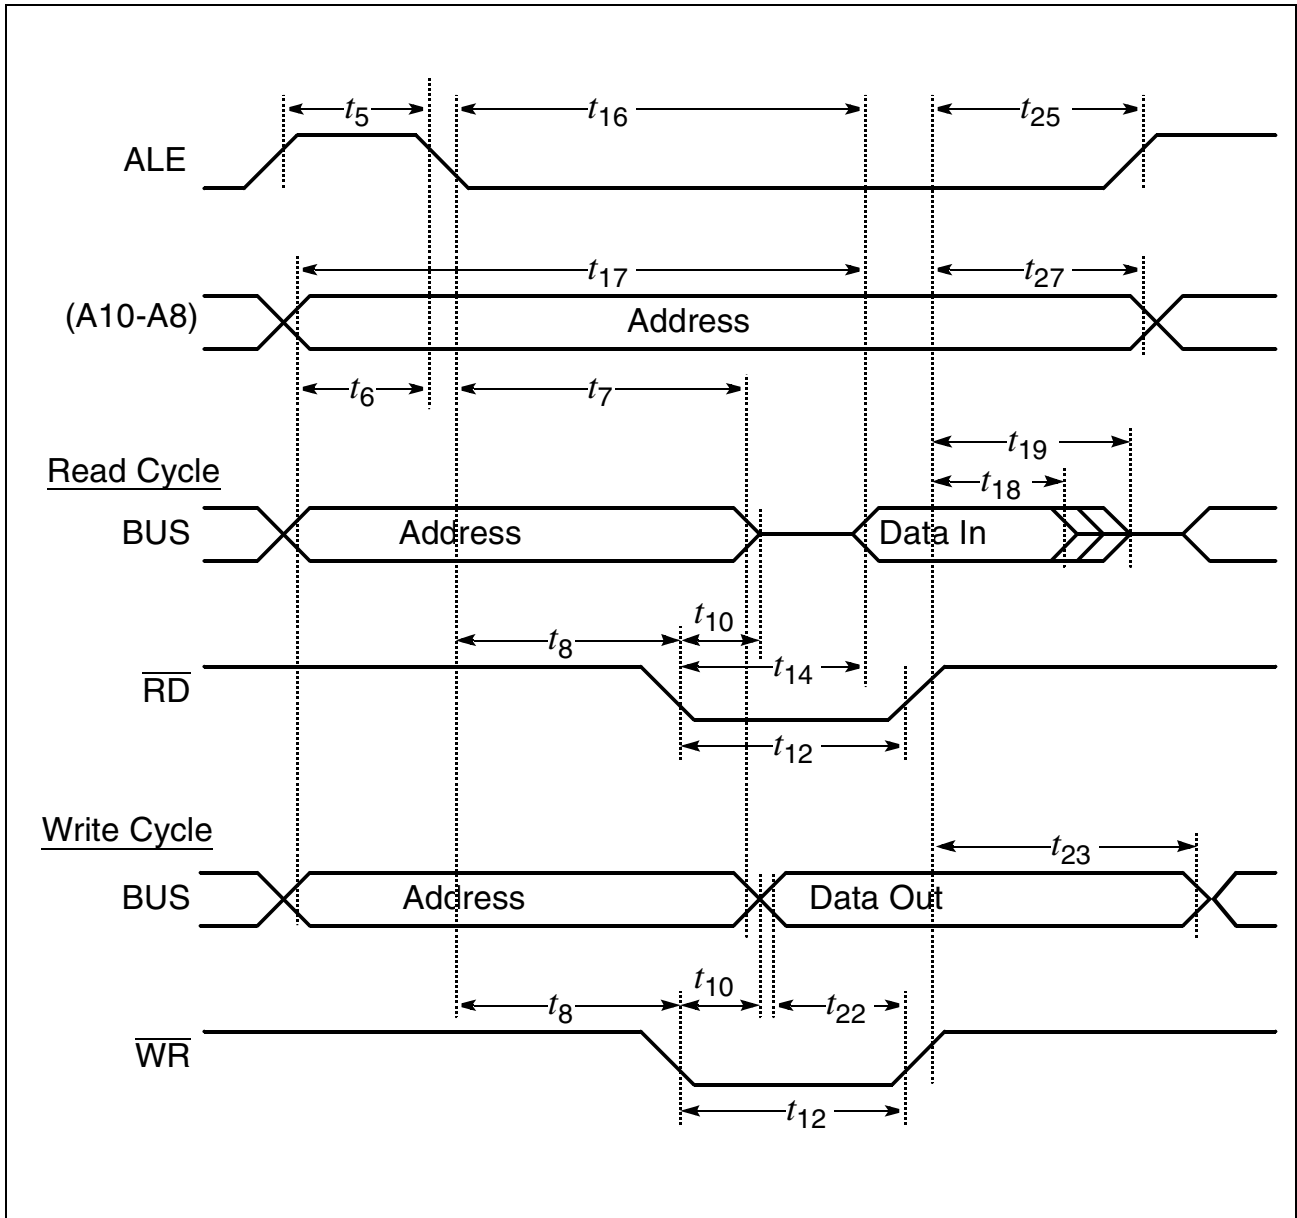 t5 t16 t25
ALE
t17 t27
(A10-A8) Address
t6 t7
t19
Read Cycle
t18
BUS Address Data In
t10
t8
t14
RD
t12
Write Cycle
t23
BUS Address Data Out
t10
t8 t22
WR
t12